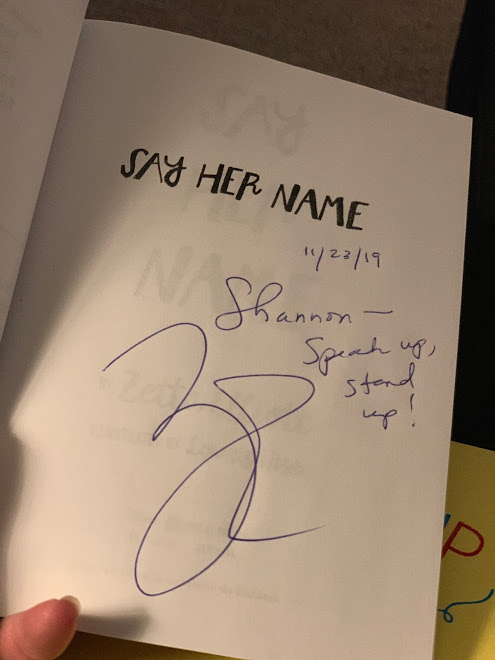 SAY HER NAME
11/23/19
Shannon —
Speak up,
stand
up!
P